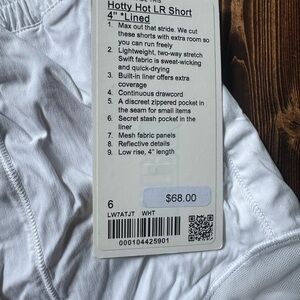 Hotty Hot LR Short
4" *Lined
1. Max out that stride. We cut
these shorts with extra room so
you can run freely
2. Lightweight, two-way stretch
Swift fabric is sweat-wicking
and quick-drying
3. Built-in liner offers extra
coverage
4. Continuous drawcord
5. A discreet zippered pocket in
the seam for small items
6. Secret stash pocket in the
liner
7. Mesh fabric panels
8. Reflective details
9. Low rise, 4" length
6
$68.00
LW7ATJT WHT
000104425901